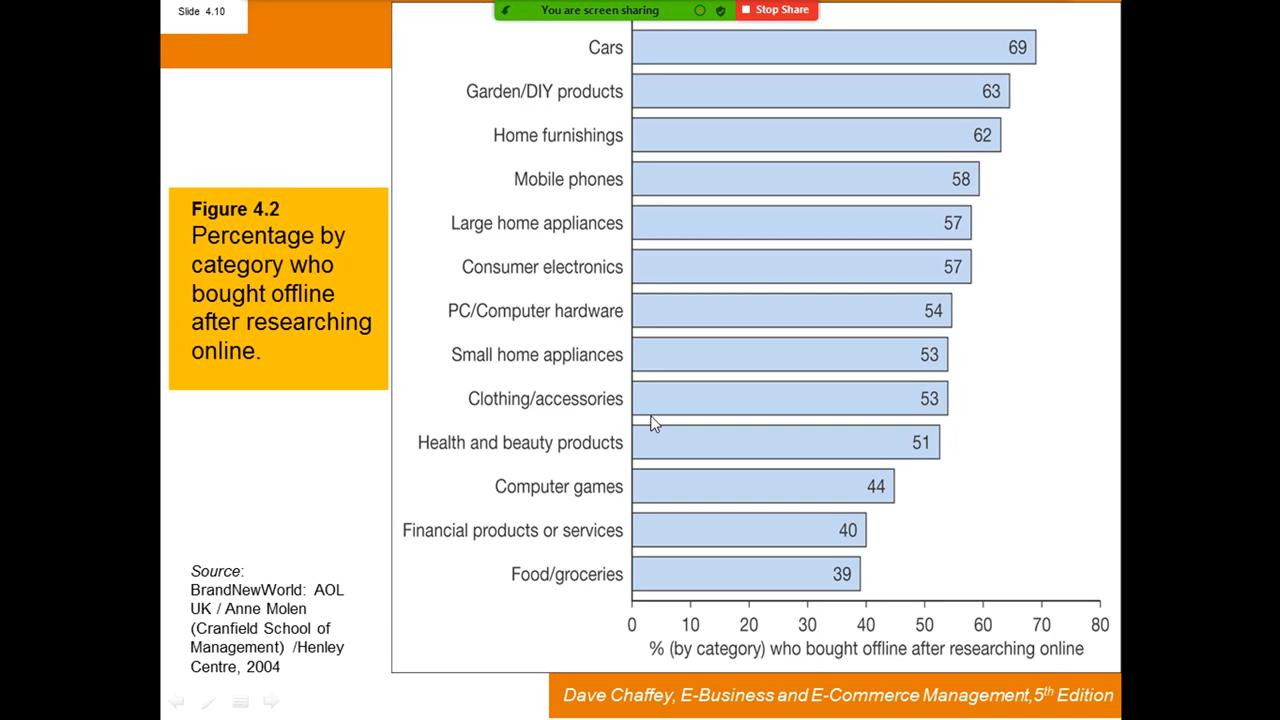 Slide 4.10
You are screen sharing
Stop Share
Figure 4.2
Percentage by
category who
bought offline
after researching
online.
Source:
BrandNewWorld: AOL
UK / Anne Molen
(Cranfield School of
Management) /Henley
Centre, 2004
Cars 69
Garden/DIY products 63
Home furnishings 62
Mobile phones 58
Large home appliances 57
Consumer electronics 57
PC/Computer hardware 54
Small home appliances 53
Clothing/accessories 53
Health and beauty products 51
Computer games 44
Financial products or services 40
Food/groceries 39
0 10 20 30 40 50 60 70 80
% (by category) who bought offline after researching online
Dave Chaffey, E-Business and E-Commerce Management,5th Edition